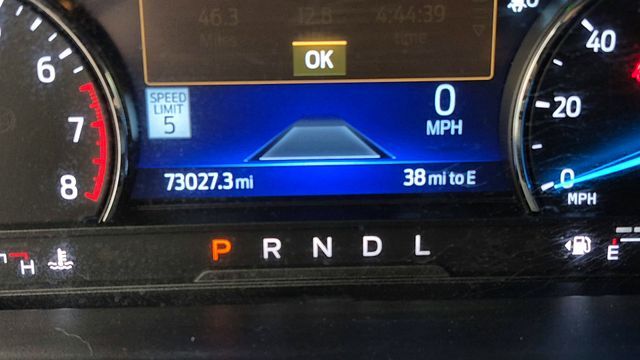 46.3 12.8 4:44:39
Miles time
OK
40
6
SPEED
LIMIT
5
0
MPH
20
7
8
73027.3 mi
38 mi to E
0
MPH
P R N D L
H
E